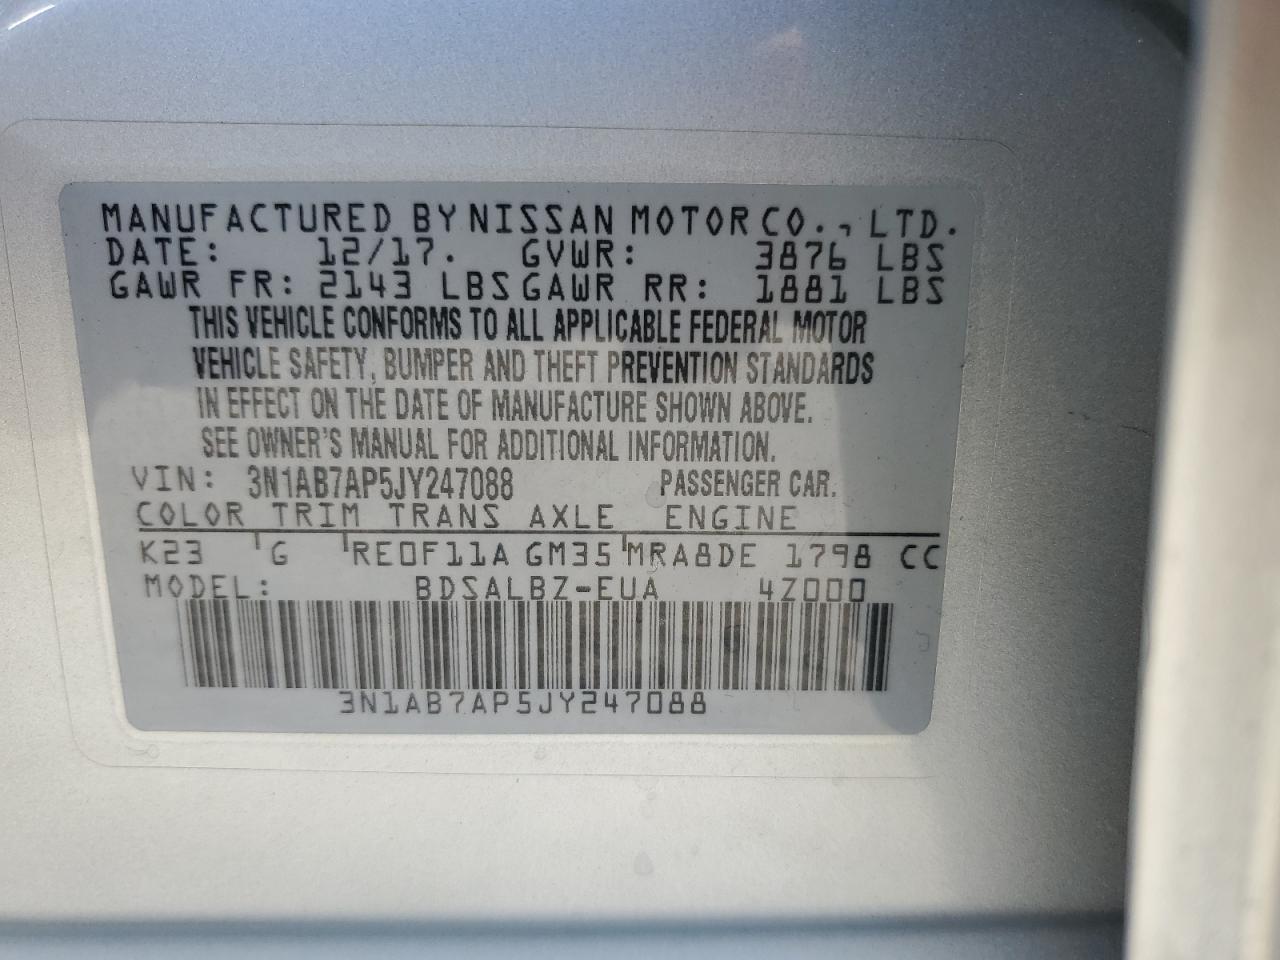 MANUFACTURED BY NISSAN MOTOR CO., LTD.
DATE: 12/17. GVWR: 3876 LBS
GAWR FR: 2143 LBS GAWR RR: 1881 LBS
THIS VEHICLE CONFORMS TO ALL APPLICABLE FEDERAL MOTOR
VEHICLE SAFETY, BUMPER AND THEFT PREVENTION STANDARDS
IN EFFECT ON THE DATE OF MANUFACTURE SHOWN ABOVE.
SEE OWNER'S MANUAL FOR ADDITIONAL INFORMATION.
VIN: 3N1AB7AP5JY247088 PASSENGER CAR.
COLOR TRIM TRANS AXLE ENGINE
K23 G RE0F11A GM35 MRA8DE 1798 CC
MODEL: BDSALBZ-EUA 4Z000
3N1AB7AP5JY247088